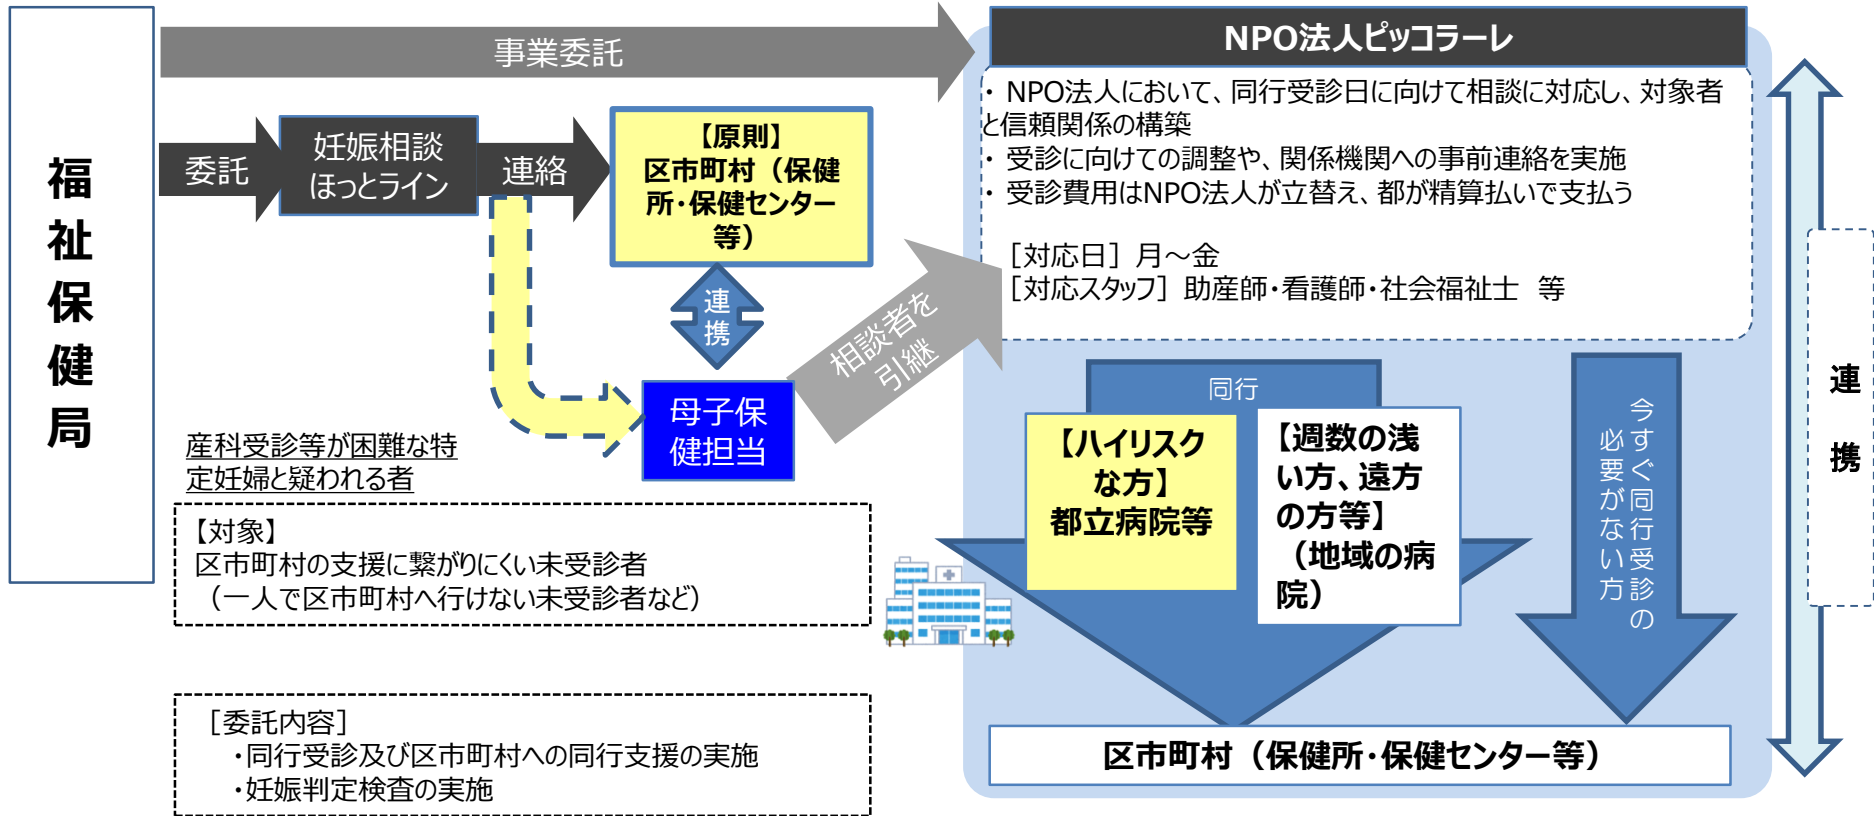 福祉保健局
事業委託
委託
妊娠相談
ほっとライン
連絡
【原則】
区市町村（保健
所・保健センター
等）
連携
母子保
健担当
相談者を
引継
産科受診等が困難な特
定妊婦と疑われる者
【対象】
区市町村の支援に繋がりにくい未受診者
（一人で区市町村へ行けない未受診者など）
［委託内容］
・同行受診及び区市町村への同行支援の実施
・妊娠判定検査の実施
NPO法人ピッコラーレ
・ NPO法人において、同行受診日に向けて相談に対応し、対象者
と信頼関係の構築
・ 受診に向けての調整や、関係機関への事前連絡を実施
・ 受診費用はNPO法人が立替え、都が精算払いで支払う
［対応日］月～金
［対応スタッフ］助産師・看護師・社会福祉士　等
同行
【ハイリスク
な方】
都立病院等
【週数の浅
い方、遠方
の方等】
（地域の病
院）
今すぐ同行受診の
必要がない方
区市町村（保健所・保健センター等）
連携